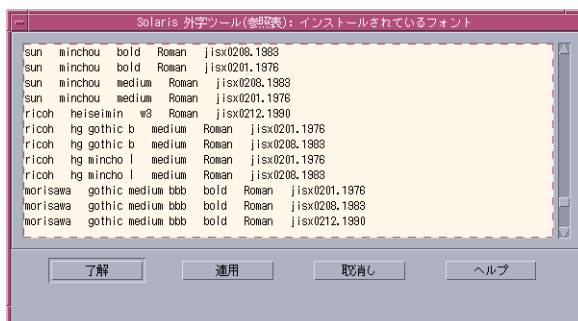 Solaris 外字ツール(参照表): インストールされているフォント
sun minchou bold Roman jisx0208.1983
sun minchou bold Roman jisx0201.1976
sun minchou medium Roman jisx0208.1983
sun minchou medium Roman jisx0201.1976
ricoh heiseimin w3 Roman jisx0212.1990
ricoh hg gothic b medium Roman jisx0201.1976
ricoh hg gothic b medium Roman jisx0208.1983
ricoh hg mincho l medium Roman jisx0201.1976
ricoh hg mincho l medium Roman jisx0208.1983
morisawa gothic medium bbb bold Roman jisx0201.1976
morisawa gothic medium bbb bold Roman jisx0208.1983
morisawa gothic medium bbb bold Roman jisx0212.1990
了解 適用 取消し ヘルプ